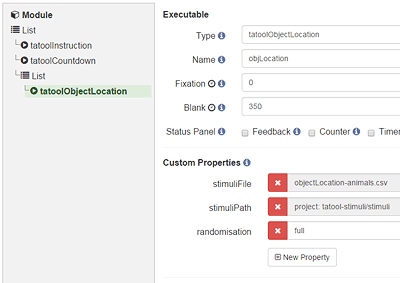 Module
List
tatoolInstruction
tatoolCountdown
List
tatoolObjectLocation
Executable
Type tatoolObjectLocation
Name objLocation
Fixation 0
Blank 350
Status Panel Feedback Counter Timer
Custom Properties
stimuliFile objectLocation-animals.csv
stimuliPath project: tatool-stimuli/stimuli
randomisation full
New Property